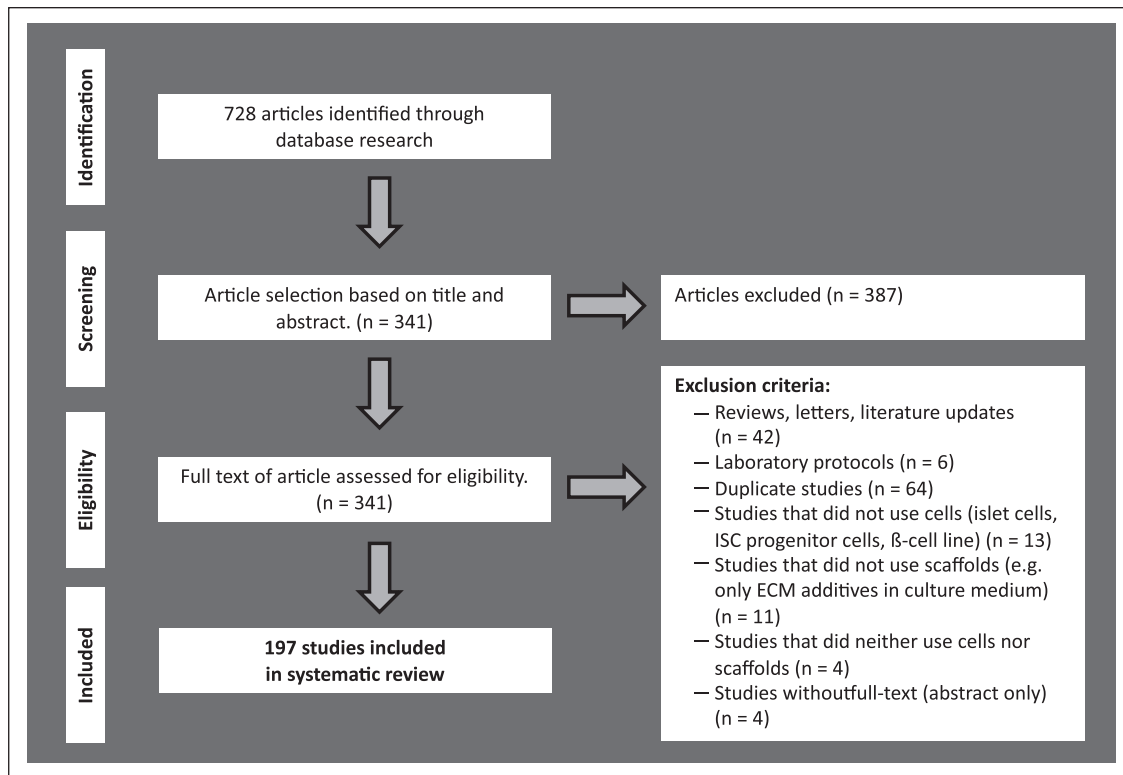 Identification
728 articles identified through
database research
Screening
Article selection based on title and
abstract. (n = 341)
Articles excluded (n = 387)
Eligibility
Full text of article assessed for eligibility.
(n = 341)
Exclusion criteria:
— Reviews, letters, literature updates
(n = 42)
— Laboratory protocols (n = 6)
— Duplicate studies (n = 64)
— Studies that did not use cells (islet cells,
ISC progenitor cells, ß-cell line) (n = 13)
— Studies that did not use scaffolds (e.g.
only ECM additives in culture medium)
(n = 11)
— Studies that did neither use cells nor
scaffolds (n = 4)
— Studies withoutfull-text (abstract only)
(n = 4)
Included
197 studies included
in systematic review